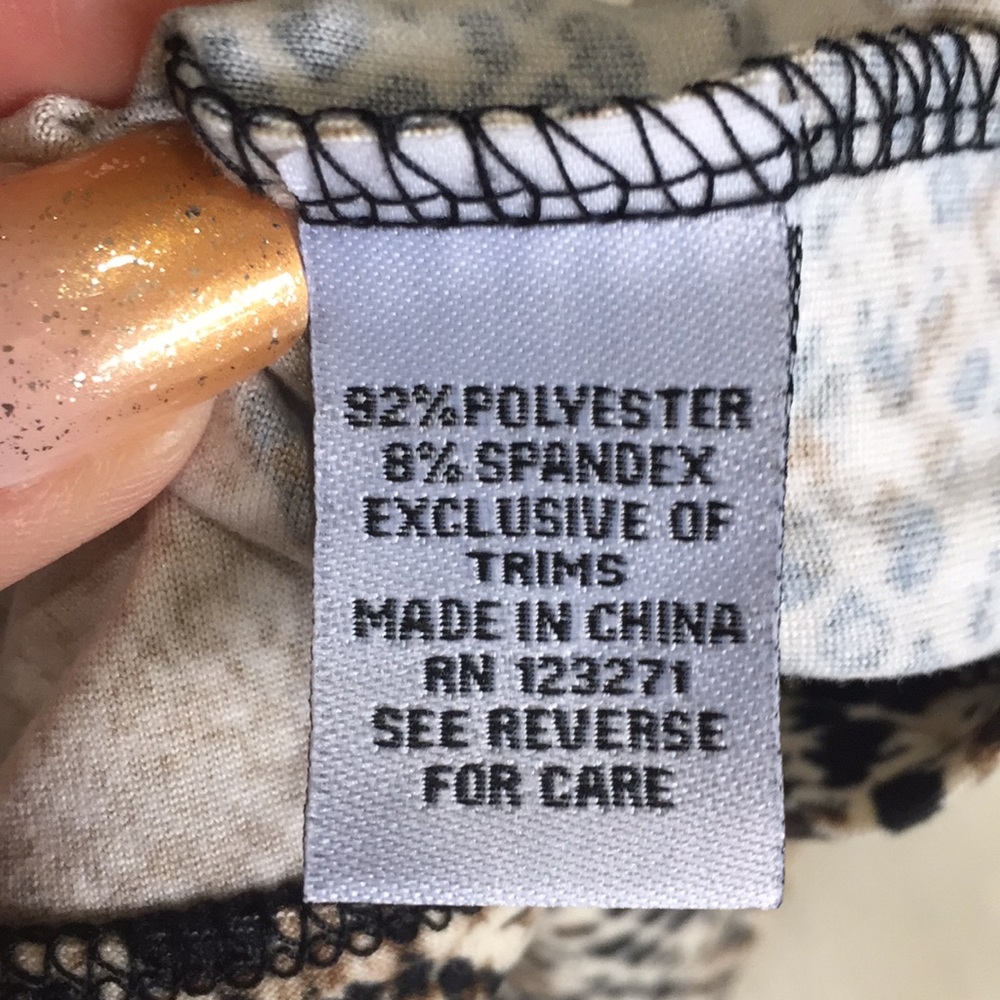 92% POLYESTER
8% SPANDEX
EXCLUSIVE OF
TRIMS
MADE IN CHINA
RN 123271
SEE REVERSE
FOR CARE